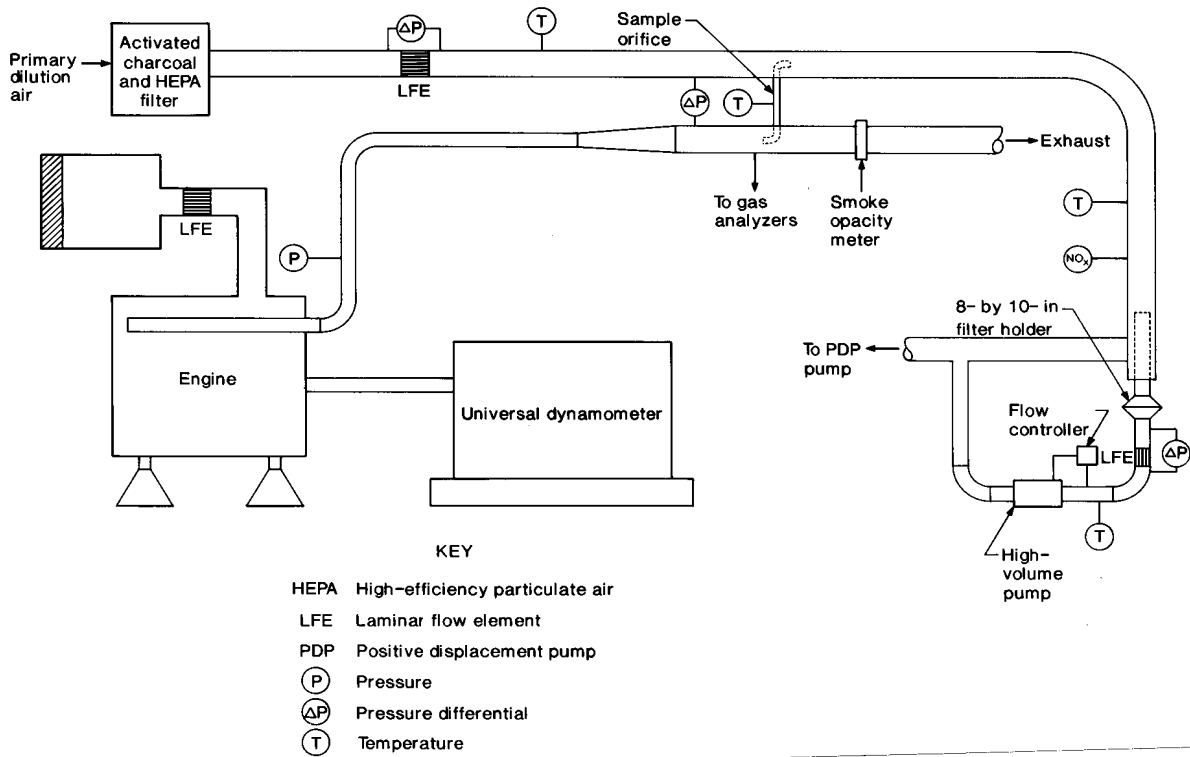 Primary
dilution
air
Activated
charcoal
and HEPA
filter
ΔP
LFE
T
Sample
orifice
ΔP
T
Exhaust
To gas
analyzers
Smoke
opacity
meter
LFE
P
T
NOx
8- by 10- in
filter holder
To PDP
pump
Engine
Universal dynamometer
Flow
controller
LFE
ΔP
T
High-
volume
pump
KEY
HEPA High-efficiency particulate air
LFE Laminar flow element
PDP Positive displacement pump
P Pressure
ΔP Pressure differential
T Temperature